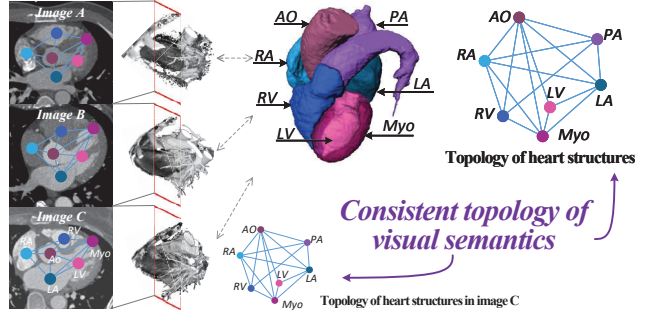 Image A
Image B
Image C
RA
RV
Ao
Myo
LV
LA
AO
PA
RA
RV
LA
LV
Myo
AO
PA
RA
LV
LA
RV
Myo
Topology of heart structures
Consistent topology of
visual semantics
AO
PA
RA
LA
LV
RV
Myo
Topology of heart structures in image C